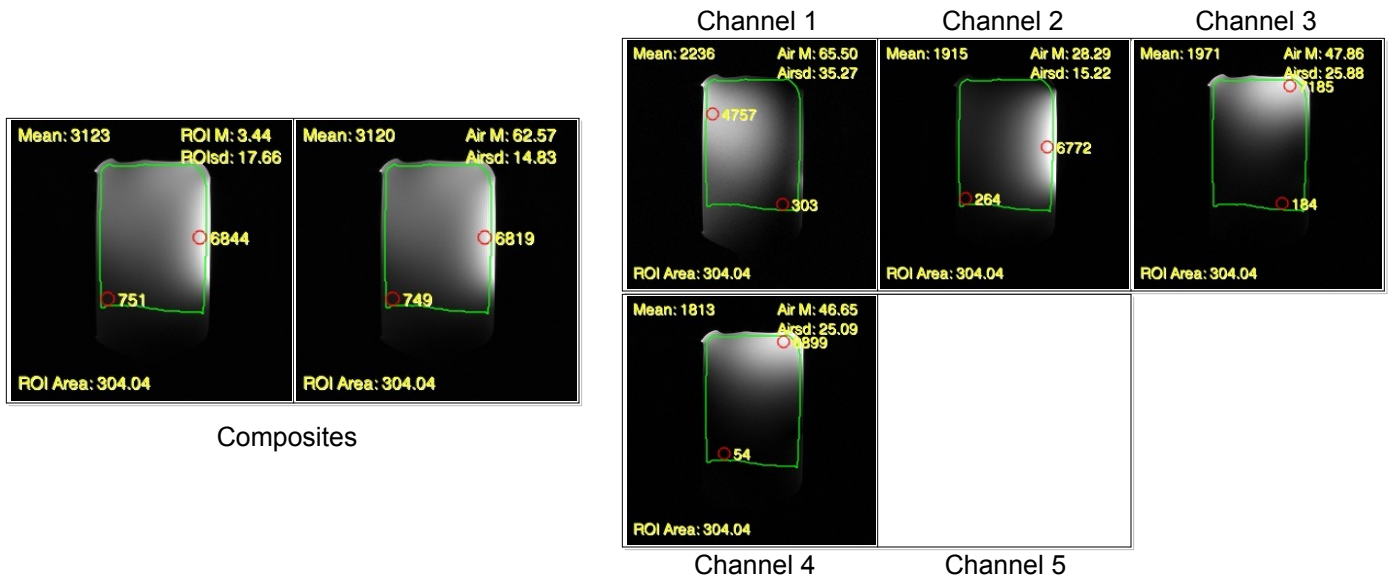 Channel 1
Channel 2
Channel 3
Mean: 2236
Air M: 65.50
Airsd: 35.27
4757
303
ROI Area: 304.04
Mean: 1915
Air M: 28.29
Airsd: 15.22
6772
264
ROI Area: 304.04
Mean: 1971
Air M: 47.86
Airsd: 25.88
7185
184
ROI Area: 304.04
Mean: 3123
ROI M: 3.44
ROIsd: 17.66
6844
751
ROI Area: 304.04
Mean: 3120
Air M: 62.57
Airsd: 14.83
6819
749
ROI Area: 304.04
Composites
Mean: 1813
Air M: 46.65
Airsd: 25.09
54
ROI Area: 304.04
Channel 4
Channel 5